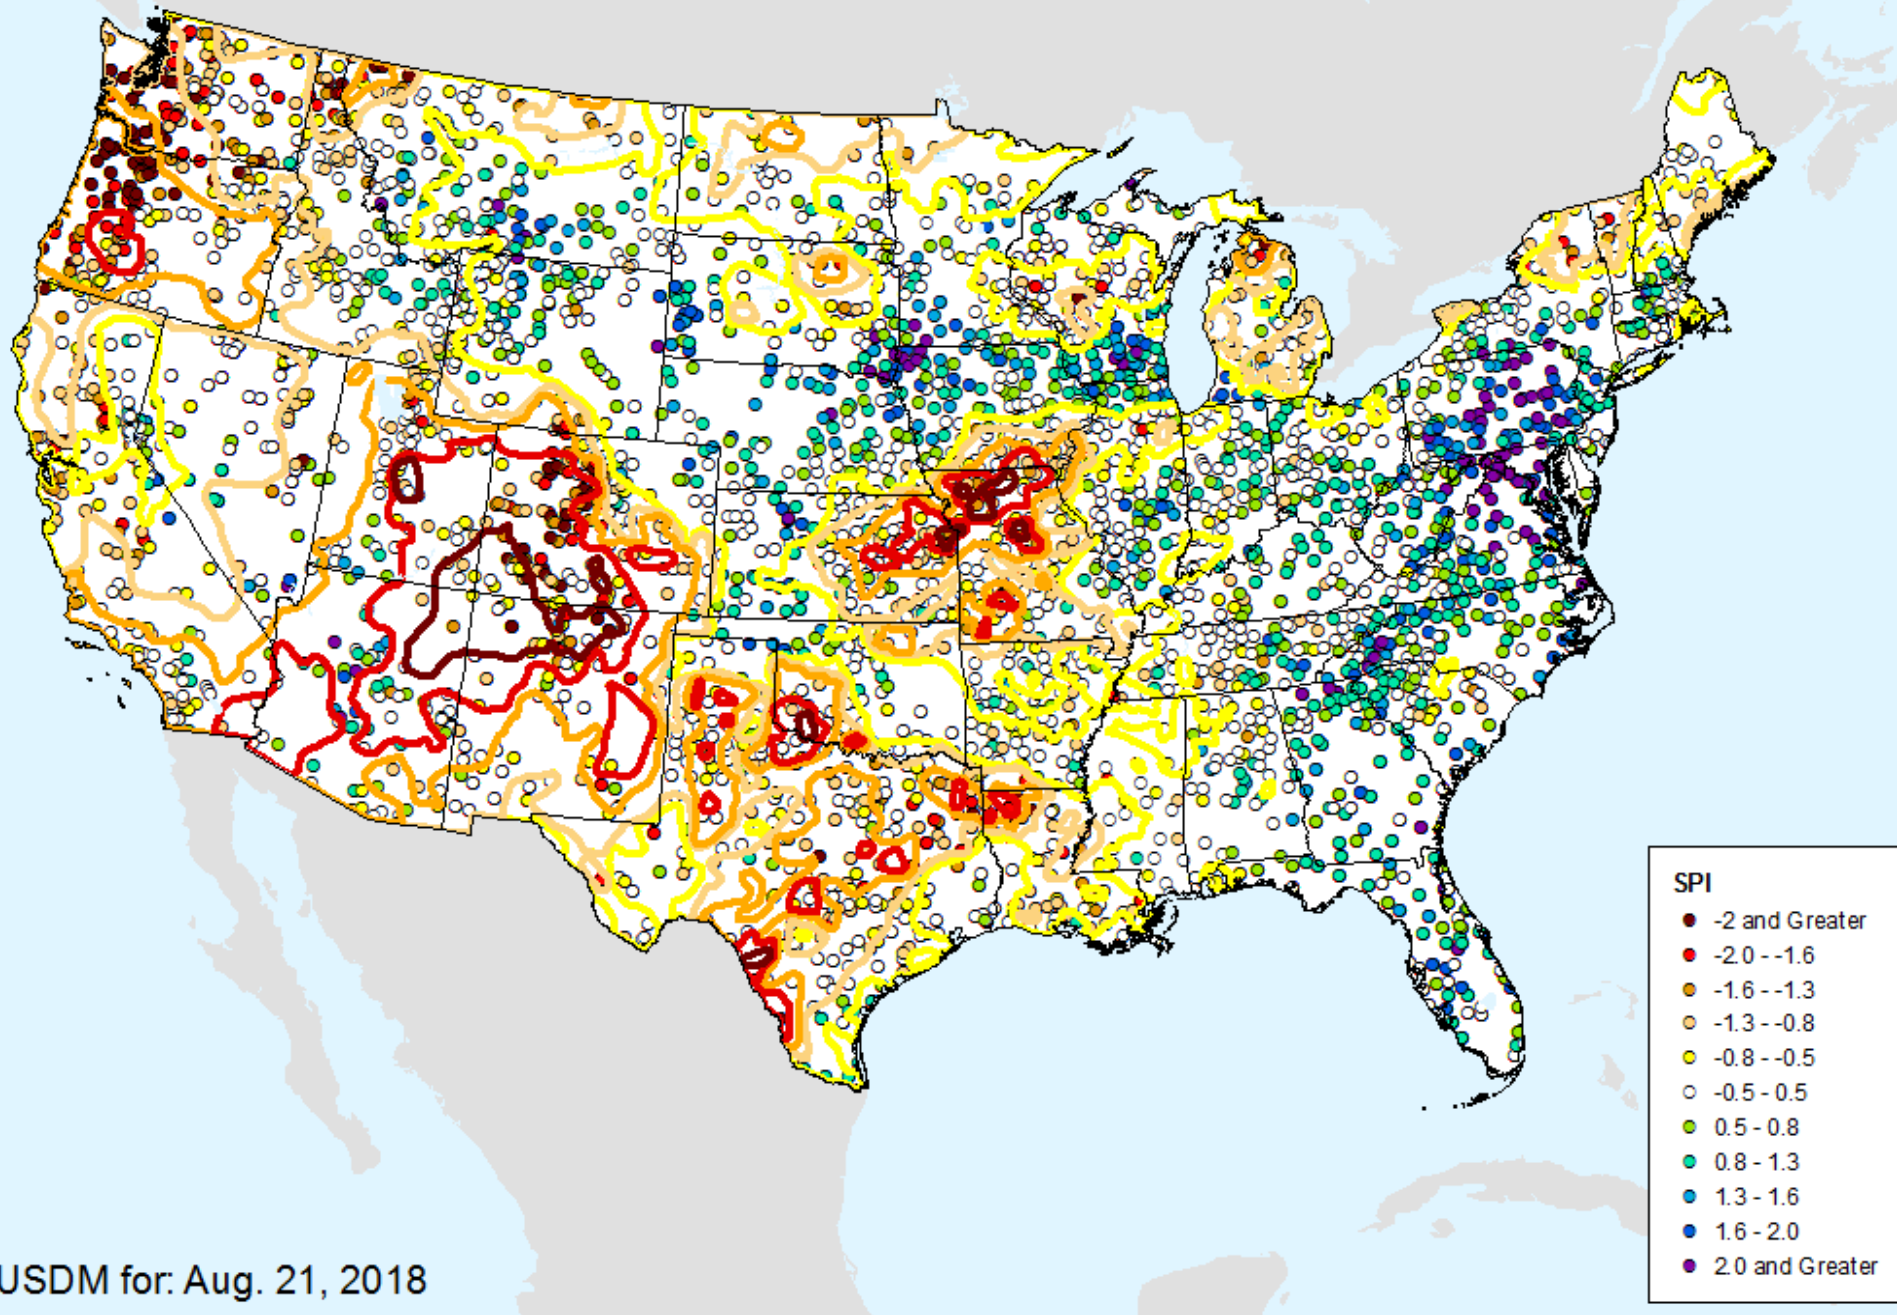 SPI
-2 and Greater
-2.0 - -1.6
-1.6 - -1.3
-1.3 - -0.8
-0.8 - -0.5
-0.5 - 0.5
0.5 - 0.8
0.8 - 1.3
1.3 - 1.6
1.6 - 2.0
2.0 and Greater
USDM for: Aug. 21, 2018